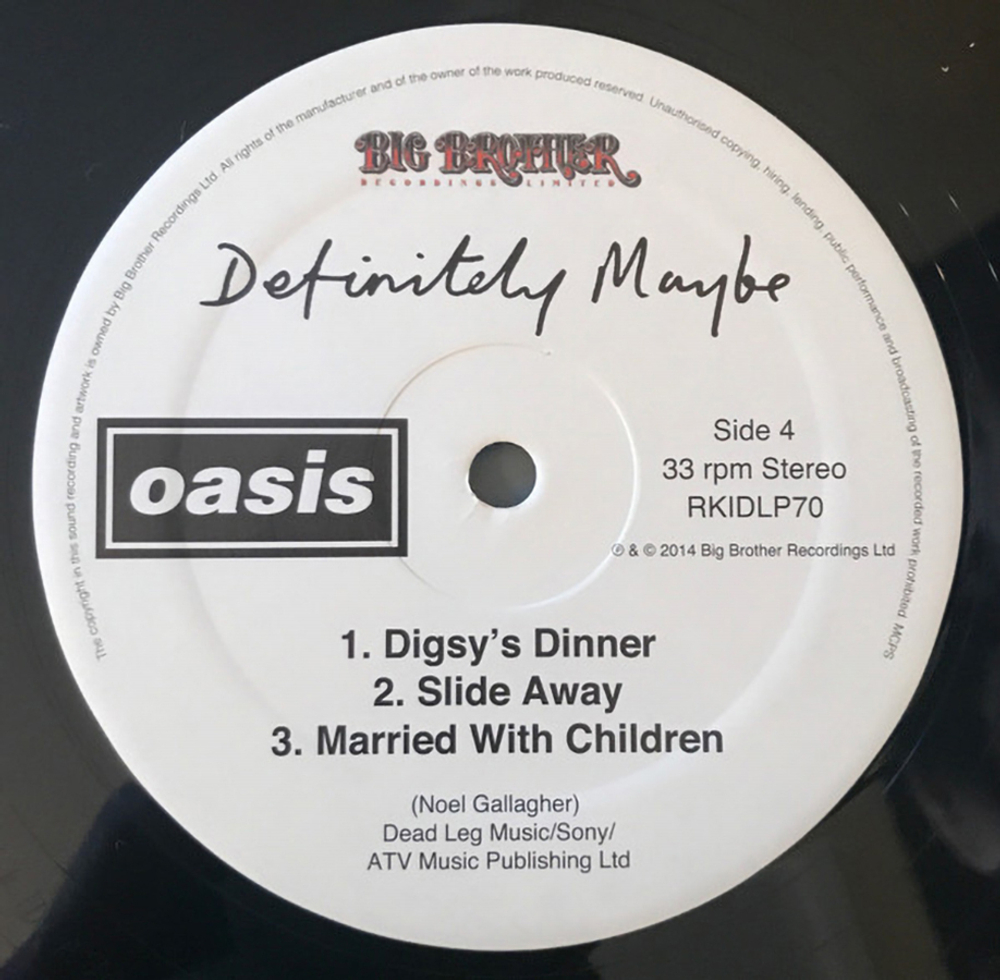 The copyright in this sound recording and artwork is owned by Big Brother Recordings Ltd. All rights of the manufacturer and of the owner of the work produced reserved. Unauthorised copying, hiring, lending, public performance and broadcasting of the recorded work prohibited. MCPS
BIG BROTHER
RECORDINGS LIMITED
Definitely Maybe
oasis
Side 4
33 rpm Stereo
RKIDLP70
℗ & © 2014 Big Brother Recordings Ltd
1. Digsy's Dinner
2. Slide Away
3. Married With Children
(Noel Gallagher)
Dead Leg Music/Sony/
ATV Music Publishing Ltd